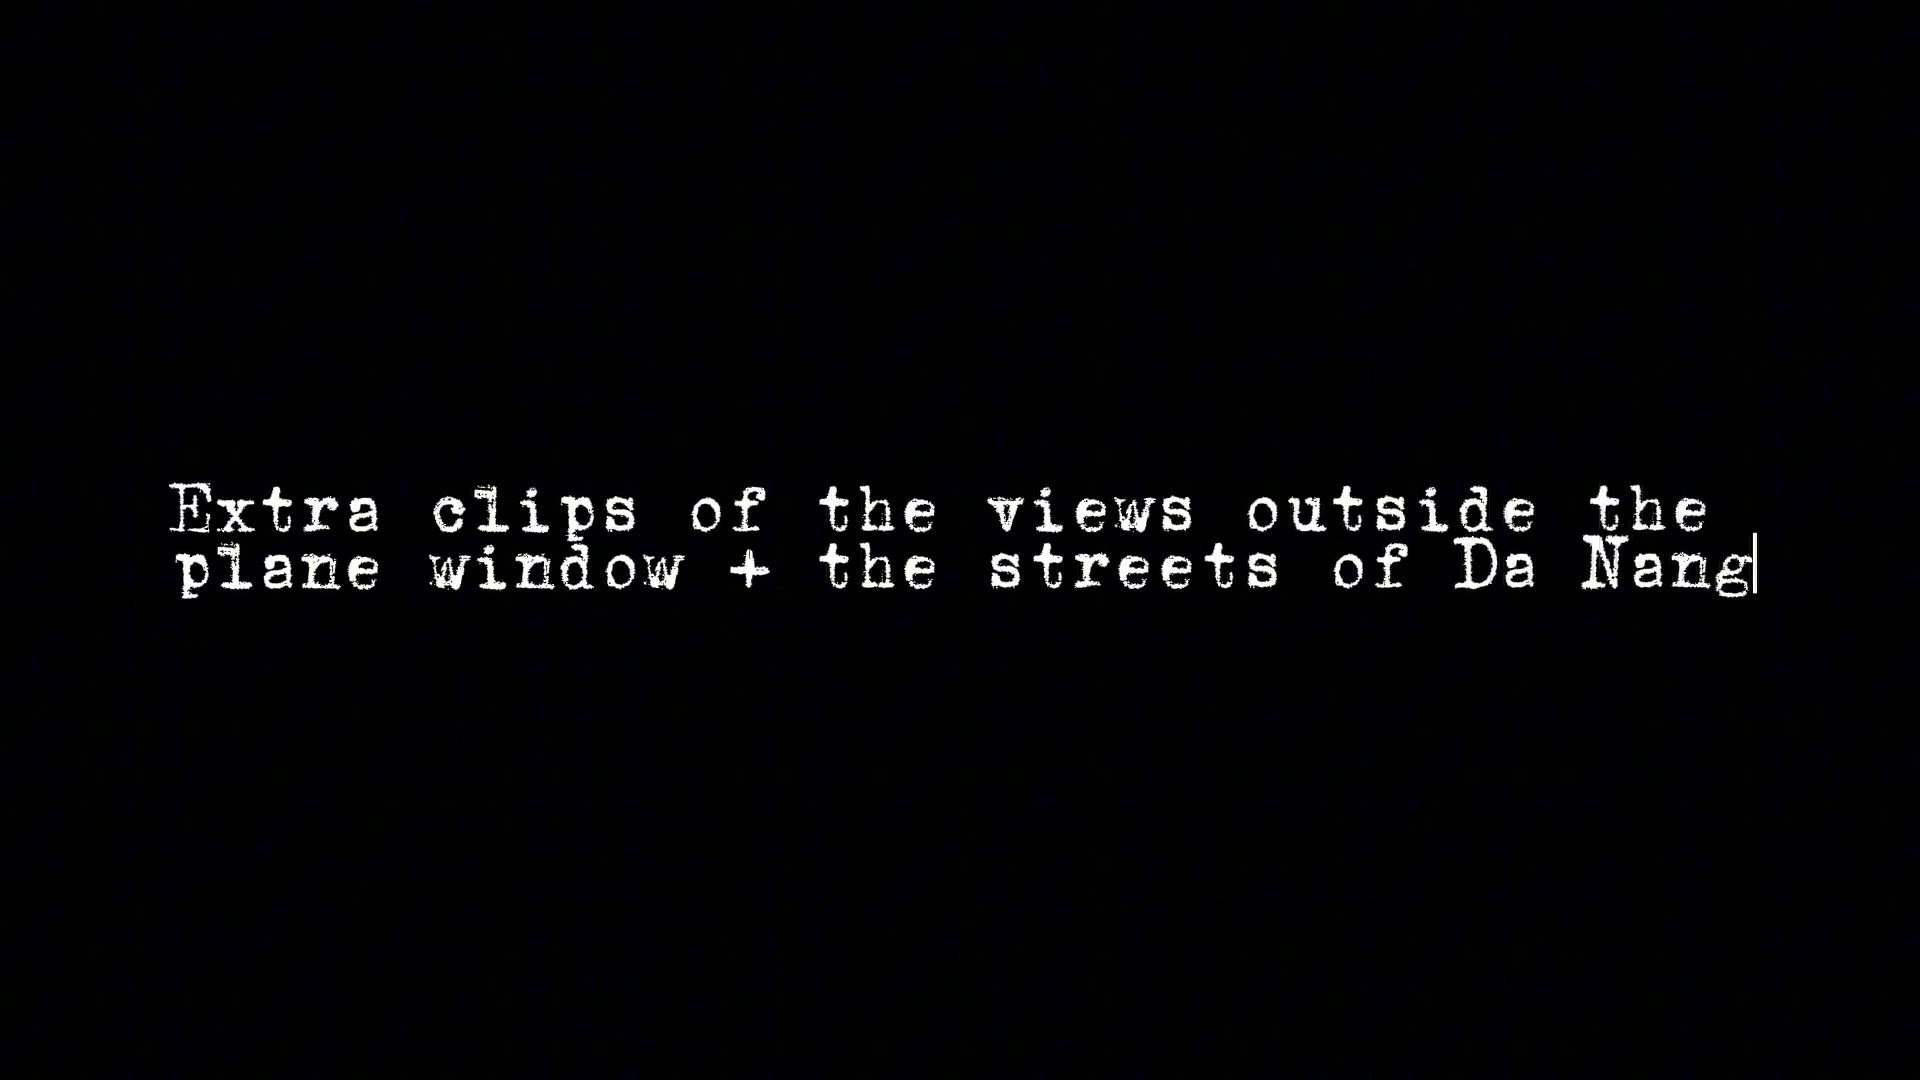 Extra clips of the views outside the
plane window + the streets of Da Nang